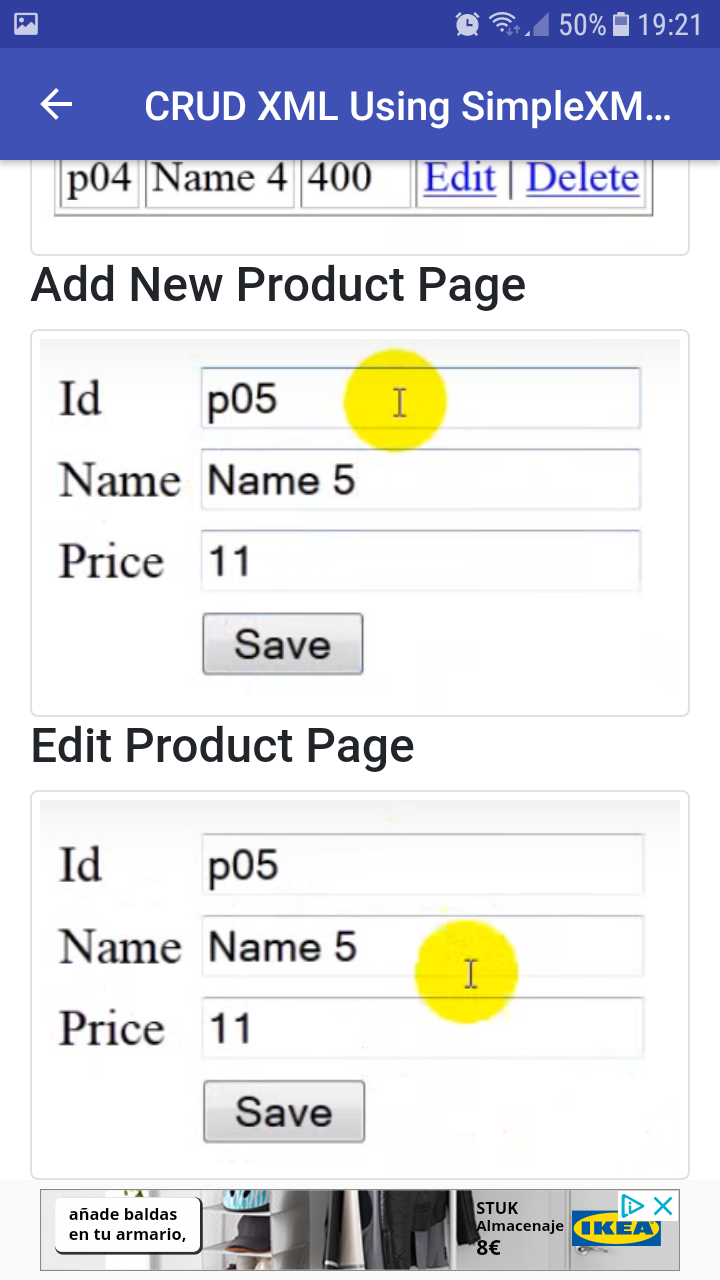 50% 19:21
CRUD XML Using SimpleXM...
p04 Name 4 400 Edit | Delete
Add New Product Page
Id p05
Name Name 5
Price 11
Save
Edit Product Page
Id p05
Name Name 5
Price 11
Save
añade baldas
en tu armario,
STUK
Almacenaje
8€
IKEA